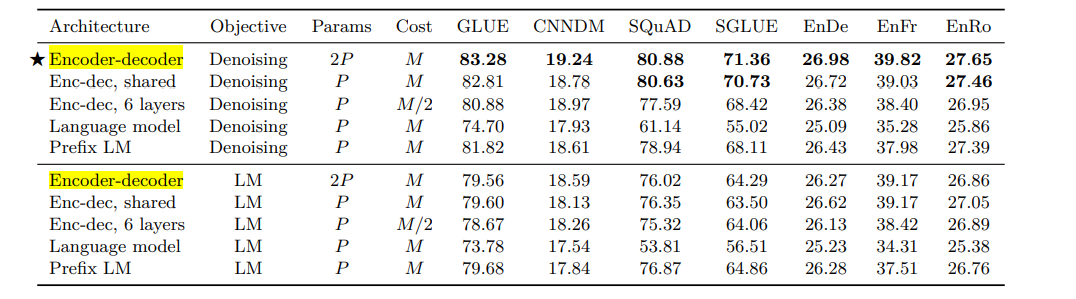 Architecture Objective Params Cost GLUE CNNDM SQuAD SGLUE EnDe EnFr EnRo
★ Encoder-decoder Denoising 2P M 83.28 19.24 80.88 71.36 26.98 39.82 27.65
Enc-dec, shared Denoising P M 82.81 18.78 80.63 70.73 26.72 39.03 27.46
Enc-dec, 6 layers Denoising P M/2 80.88 18.97 77.59 68.42 26.38 38.40 26.95
Language model Denoising P M 74.70 17.93 61.14 55.02 25.09 35.28 25.86
Prefix LM Denoising P M 81.82 18.61 78.94 68.11 26.43 37.98 27.39
Encoder-decoder LM 2P M 79.56 18.59 76.02 64.29 26.27 39.17 26.86
Enc-dec, shared LM P M 79.60 18.13 76.35 63.50 26.62 39.17 27.05
Enc-dec, 6 layers LM P M/2 78.67 18.26 75.32 64.06 26.13 38.42 26.89
Language model LM P M 73.78 17.54 53.81 56.51 25.23 34.31 25.38
Prefix LM LM P M 79.68 17.84 76.87 64.86 26.28 37.51 26.76